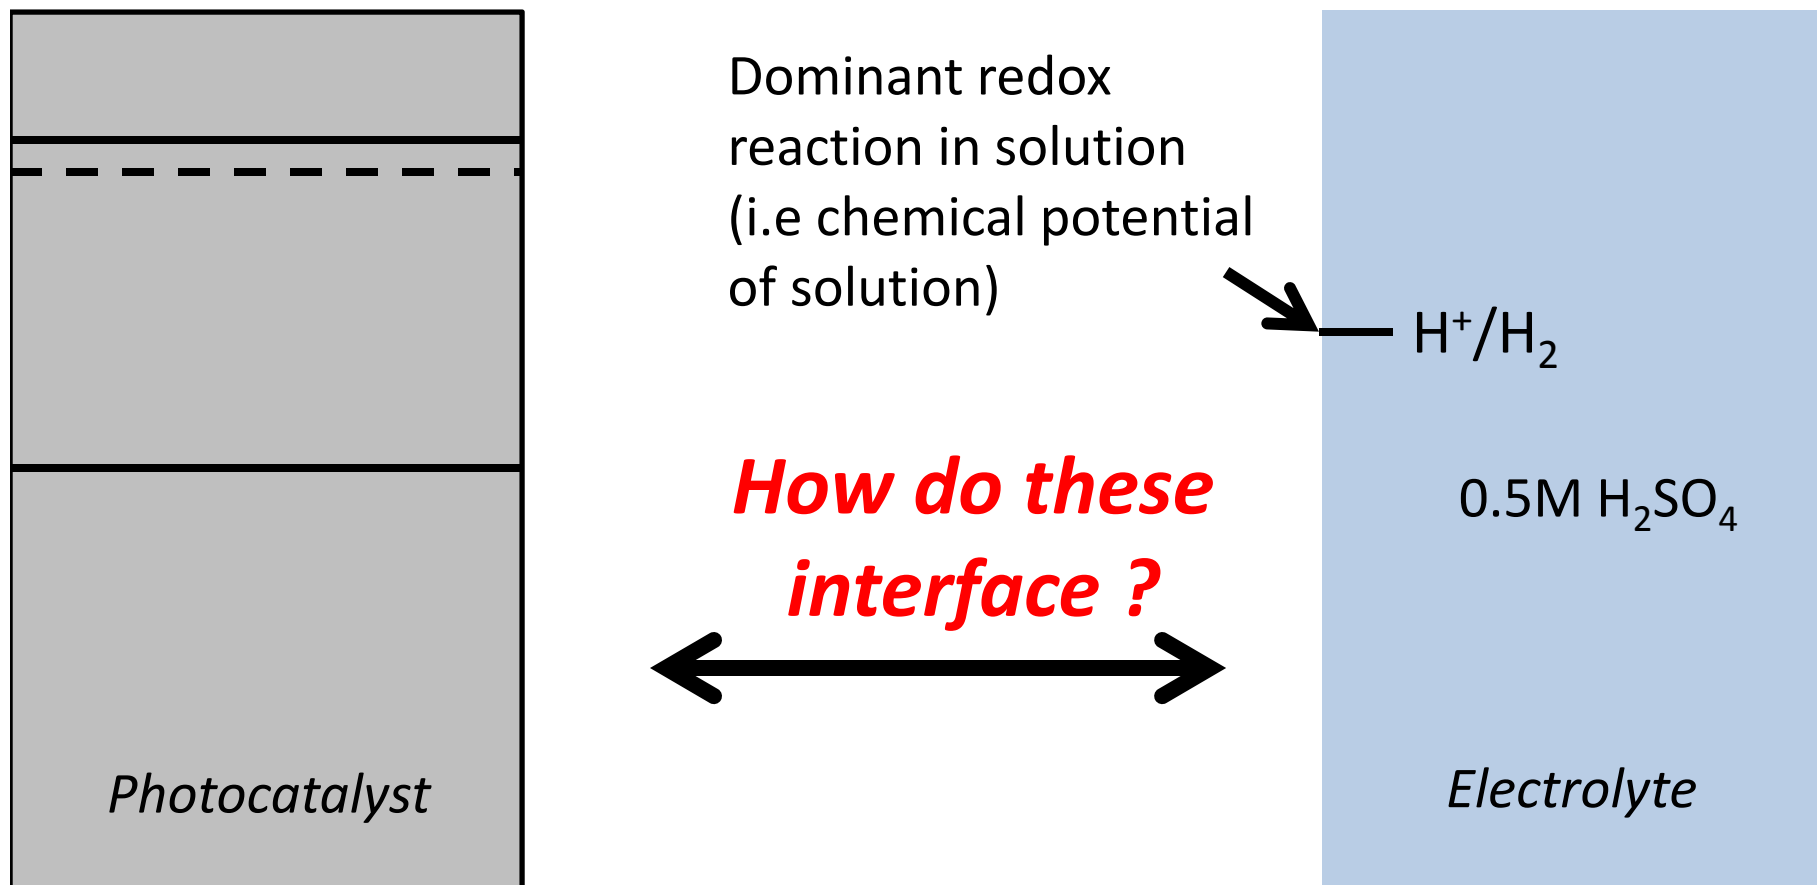 Dominant redox
reaction in solution
(i.e chemical potential
of solution)
H⁺/H₂
How do these
interface ?
0.5M H₂SO₄
Photocatalyst
Electrolyte